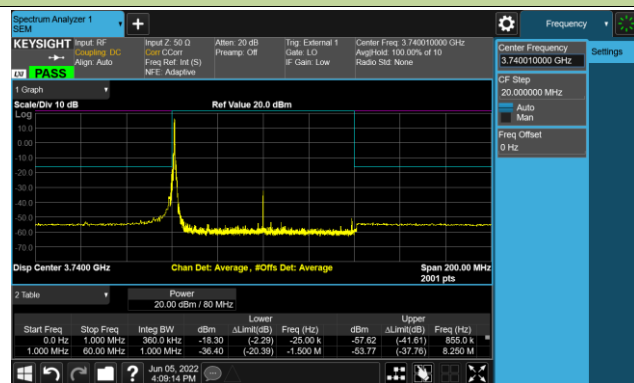 Spectrum Analyzer 1
SEM
Frequency
KEYSIGHT
Input: RF
Coupling: DC
Align: Auto
Input Z: 50 Ω
Corr CCorr
Freq Ref: Int (S)
NFE: Adaptive
Atten: 20 dB
Preamp: Off
Trig: External 1
Gate: LO
IF Gain: Low
Center Freq: 3.740010000 GHz
Avg|Hold: 100.00% of 10
Radio Std: None
LXI PASS
Center Frequency
3.740010000 GHz
Settings
CF Step
20.000000 MHz
Auto
Man
Freq Offset
0 Hz
1 Graph
Scale/Div 10 dB
Ref Value 20.0 dBm
Log
10.0
0.00
-10.0
-20.0
-30.0
-40.0
-50.0
-60.0
-70.0
Disp Center 3.7400 GHz
Chan Det: Average , #Offs Det: Average
Span 200.00 MHz
2001 pts
2 Table
Power
20.00 dBm / 80 MHz
Lower Upper
Start Freq Stop Freq Integ BW dBm ΔLimit(dB) Freq (Hz) dBm ΔLimit(dB) Freq (Hz)
0.0 Hz 1.000 MHz 360.0 kHz -18.30 (-2.29) -25.00 k -57.62 (-41.61) 855.0 k
1.000 MHz 60.00 MHz 1.000 MHz -36.40 (-20.39) -1.500 M -53.77 (-37.76) 8.250 M
Jun 05, 2022
4:09:14 PM